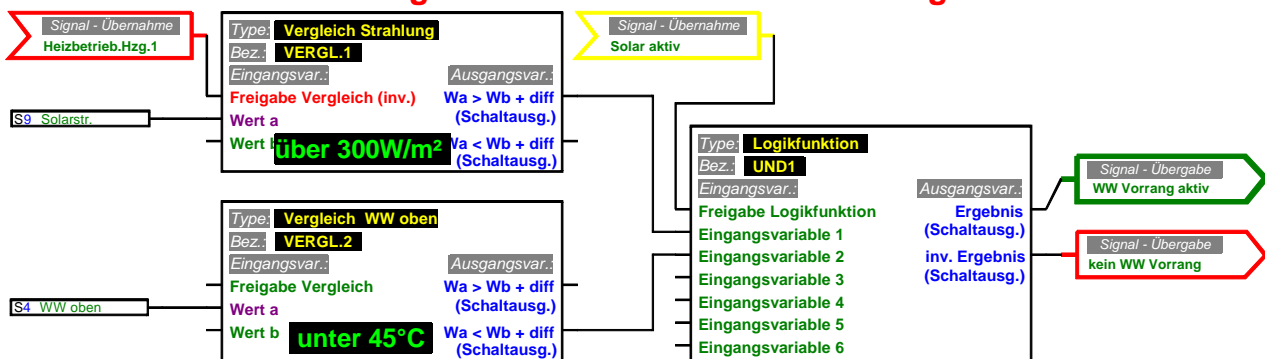 Signal - Übernahme
Heizbetrieb.Hzg.1
Type: Vergleich Strahlung
Bez.: VERGL.1
Eingangsvar.: Ausgangsvar.:
Freigabe Vergleich (inv.) Wa > Wb + diff
(Schaltausg.)
Wert a
Wert über 300W/m² Wa < Wb + diff
(Schaltausg.)
S9 Solarstr.
Signal - Übernahme
Solar aktiv
Type: Vergleich WW oben
Bez.: VERGL.2
Eingangsvar.: Ausgangsvar.:
Freigabe Vergleich Wa > Wb + diff
Wert a (Schaltausg.)
Wert b unter 45°C Wa < Wb + diff
(Schaltausg.)
S4 WW oben
Type: Logikfunktion
Bez.: UND1
Eingangsvar.: Ausgangsvar.:
Freigabe Logikfunktion Ergebnis
(Schaltausg.)
Eingangsvariable 1
Eingangsvariable 2 inv. Ergebnis
Eingangsvariable 3 (Schaltausg.)
Eingangsvariable 4
Eingangsvariable 5
Eingangsvariable 6
Signal - Übergabe
WW Vorrang aktiv
Signal - Übergabe
kein WW Vorrang